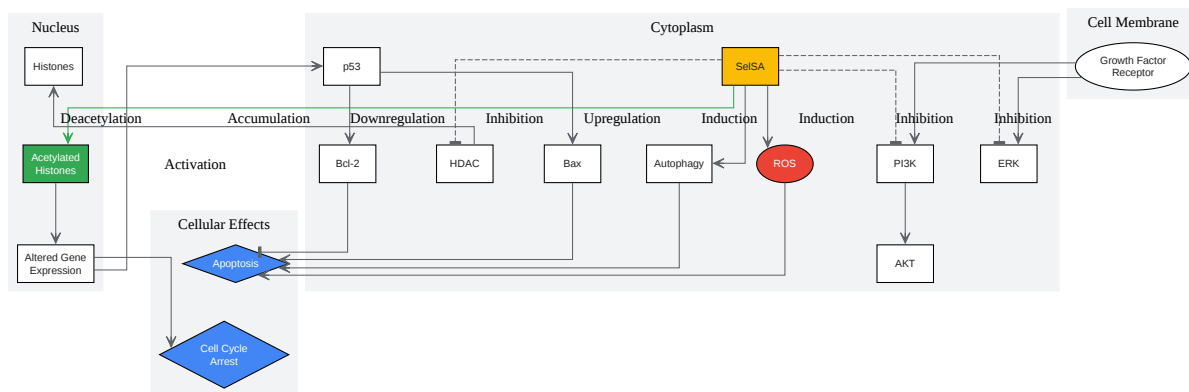 Nucleus
Cytoplasm
Cell Membrane
Histones
p53
SelSA
Growth Factor
Receptor
Deacetylation
Accumulation
Downregulation
Inhibition
Upregulation
Induction
Induction
Inhibition
Inhibition
Acetylated
Histones
Activation
Bcl-2
HDAC
Bax
Autophagy
ROS
PI3K
ERK
Cellular Effects
Altered Gene
Expression
Apoptosis
AKT
Cell Cycle
Arrest